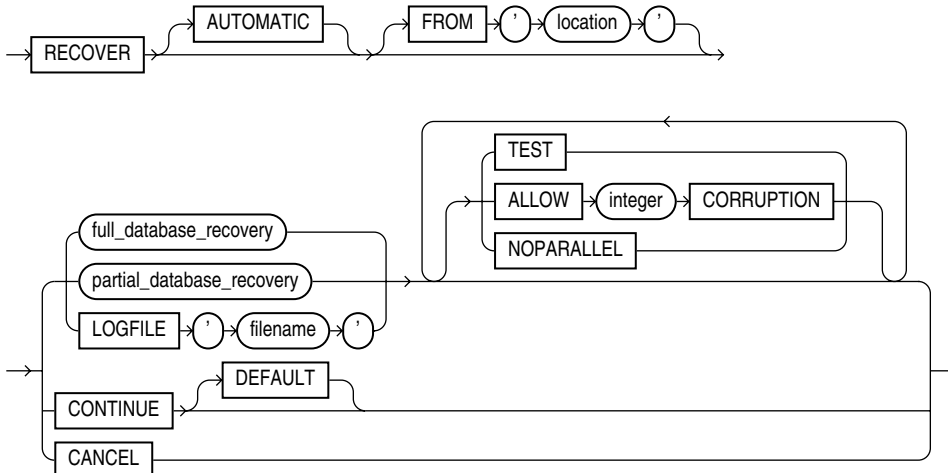 RECOVER AUTOMATIC FROM ' location '
TEST
ALLOW integer CORRUPTION
NOPARALLEL
full_database_recovery
partial_database_recovery
LOGFILE ' filename '
CONTINUE DEFAULT
CANCEL